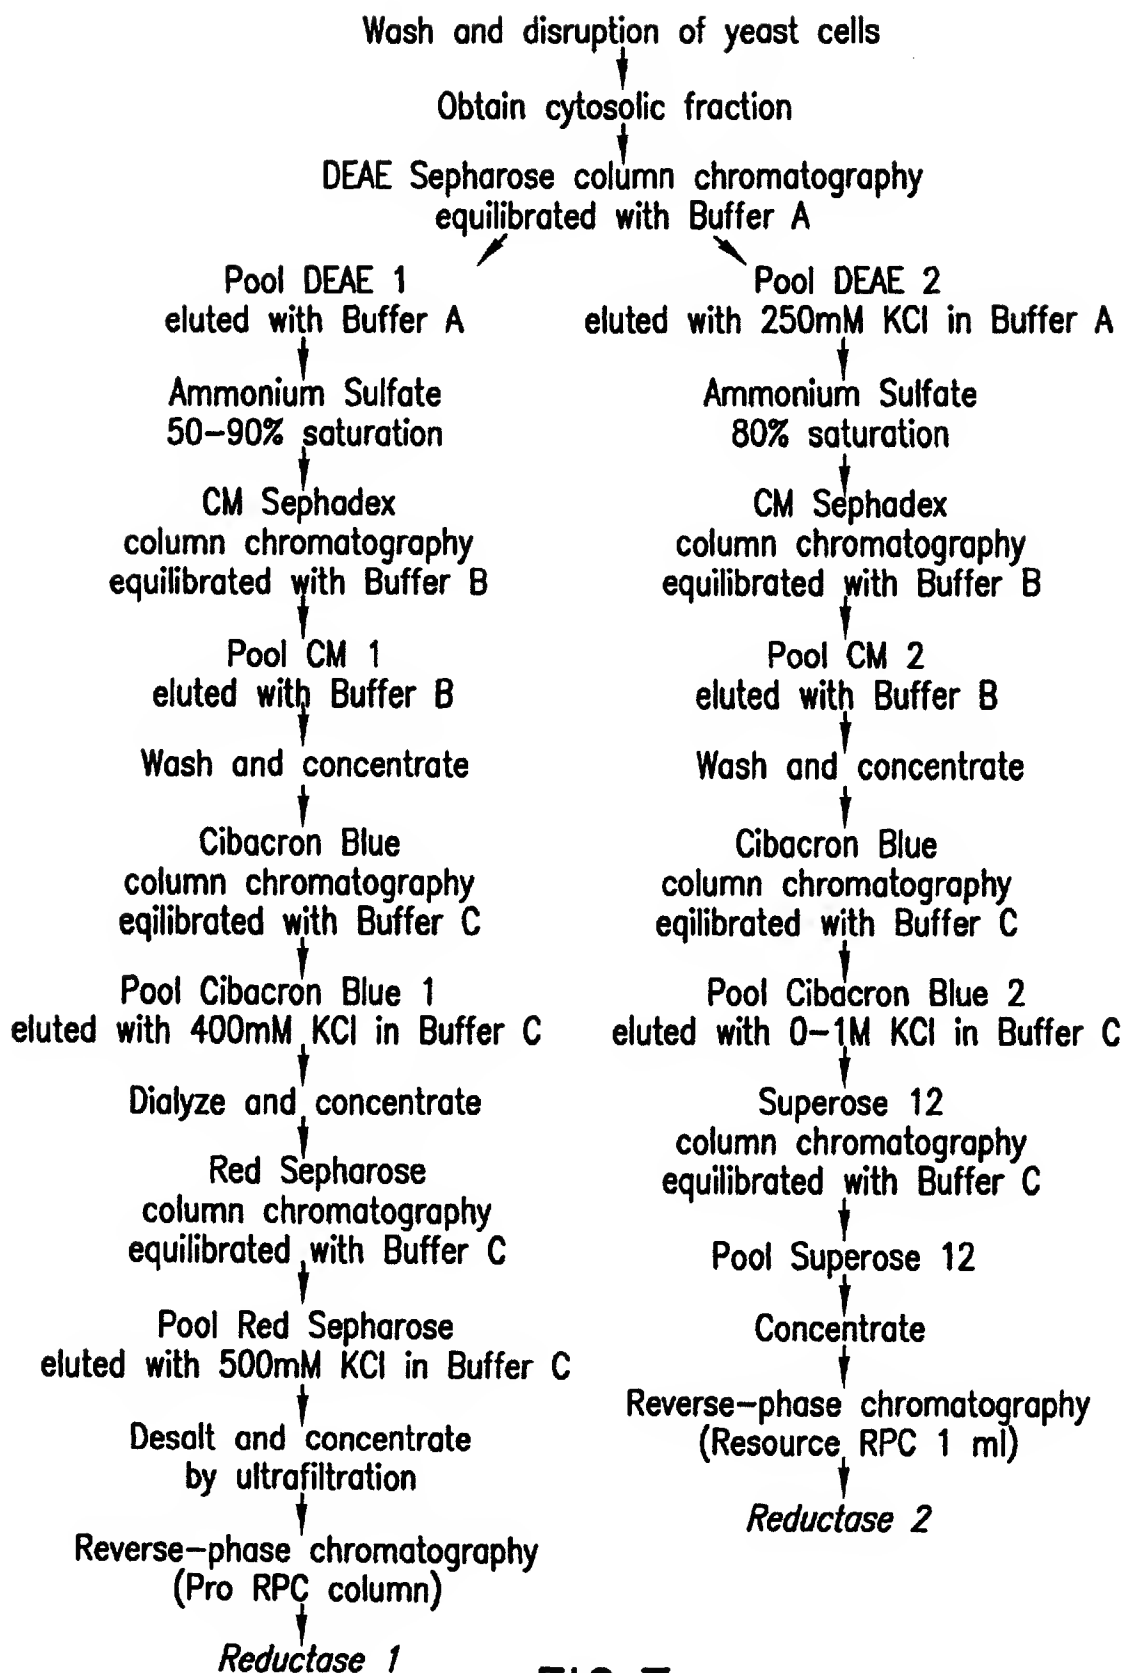 Wash and disruption of yeast cells
Obtain cytosolic fraction
DEAE Sepharose column chromatography
equilibrated with Buffer A
Pool DEAE 1
eluted with Buffer A
Ammonium Sulfate
50–90% saturation
CM Sephadex
column chromatography
equilibrated with Buffer B
Pool CM 1
eluted with Buffer B
Wash and concentrate
Cibacron Blue
column chromatography
eqilibrated with Buffer C
Pool Cibacron Blue 1
eluted with 400mM KCl in Buffer C
Dialyze and concentrate
Red Sepharose
column chromatography
equilibrated with Buffer C
Pool Red Sepharose
eluted with 500mM KCl in Buffer C
Desalt and concentrate
by ultrafiltration
Reverse–phase chromatography
(Pro RPC column)
Reductase 1
Pool DEAE 2
eluted with 250mM KCl in Buffer A
Ammonium Sulfate
80% saturation
CM Sephadex
column chromatography
equilibrated with Buffer B
Pool CM 2
eluted with Buffer B
Wash and concentrate
Cibacron Blue
column chromatography
eqilibrated with Buffer C
Pool Cibacron Blue 2
eluted with 0–1M KCl in Buffer C
Superose 12
column chromatography
equilibrated with Buffer C
Pool Superose 12
Concentrate
Reverse–phase chromatography
(Resource RPC 1 ml)
Reductase 2